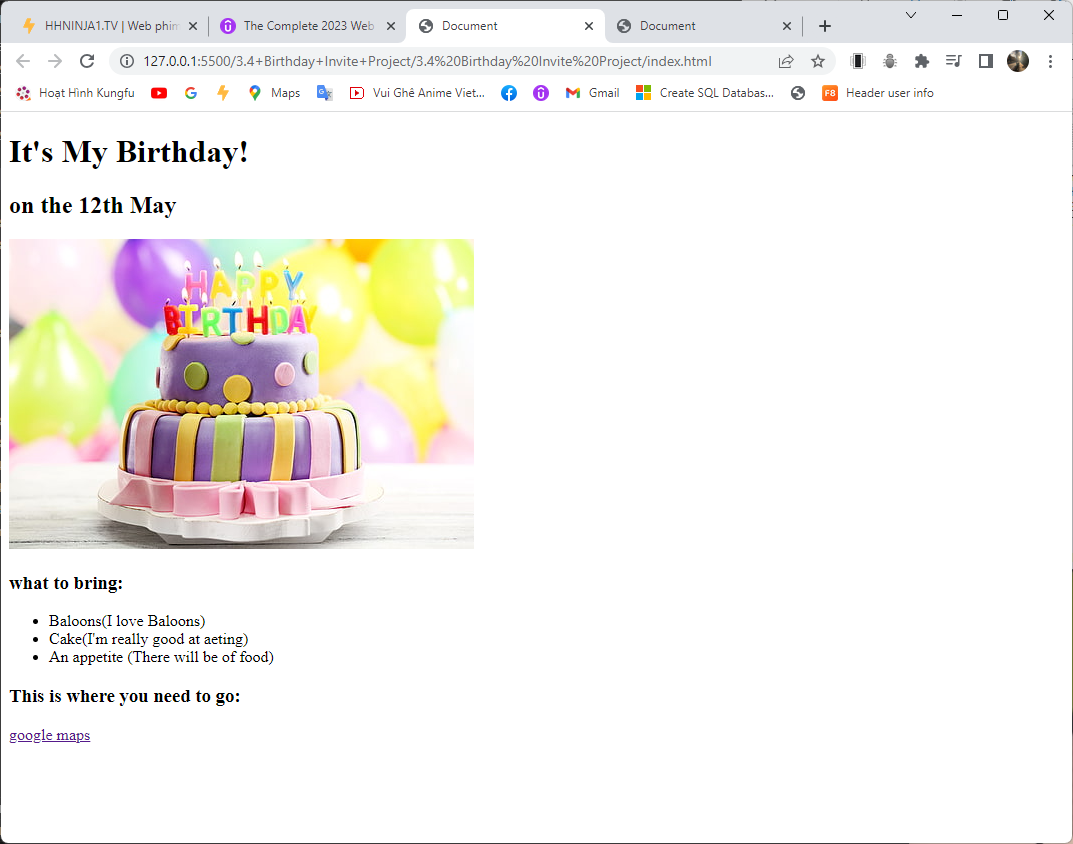 HHNINJA1.TV | Web phim
The Complete 2023 Web
Document
Document
127.0.0.1:5500/3.4+Birthday+Invite+Project/3.4%20Birthday%20Invite%20Project/index.html
Hoạt Hình Kungfu
Maps
Vui Ghê Anime Viet...
Gmail
Create SQL Databas...
F8
Header user info
It's My Birthday!
on the 12th May
HAPPY
BIRTHDAY
what to bring:
Baloons(I love Baloons)
Cake(I'm really good at aeting)
An appetite (There will be of food)
This is where you need to go:
google maps